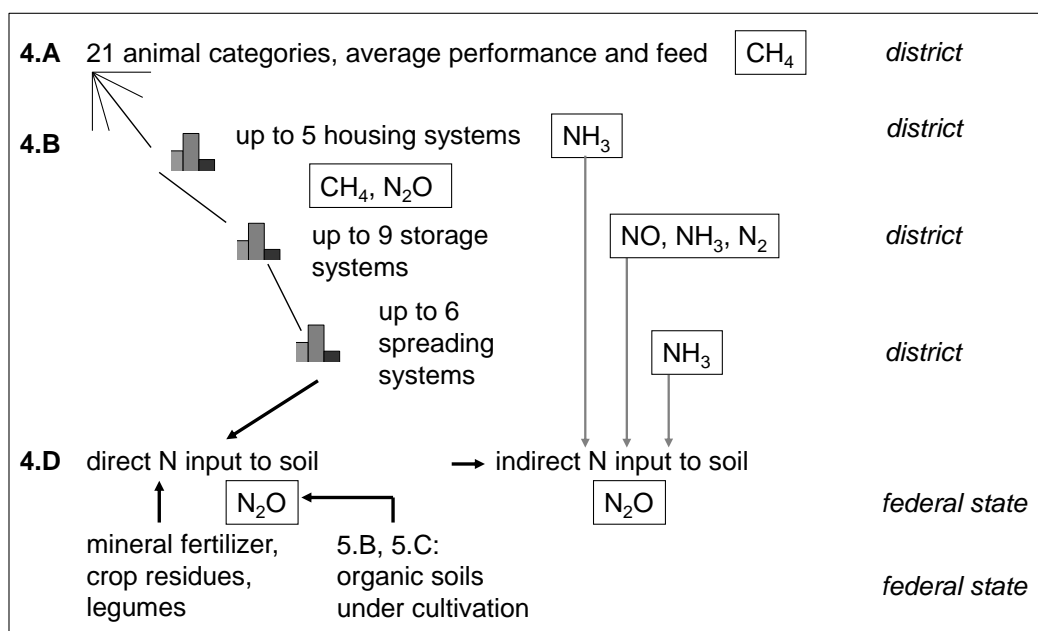 4.A 21 animal categories, average performance and feed CH₄ district
4.B up to 5 housing systems NH₃ district
CH₄, N₂O
up to 9 storage
systems
NO, NH₃, N₂ district
up to 6
spreading
systems
NH₃ district
4.D direct N input to soil indirect N input to soil
N₂O N₂O federal state
mineral fertilizer,
crop residues,
legumes
5.B, 5.C:
organic soils
under cultivation
federal state